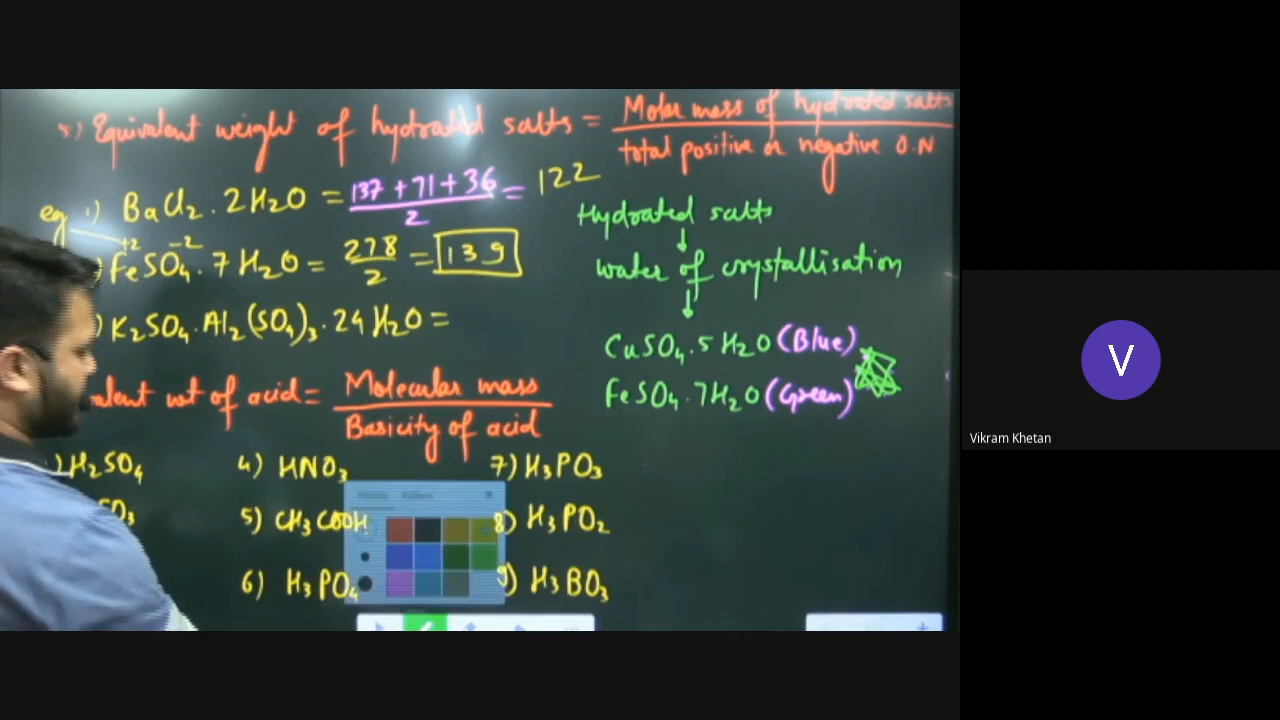 5) Equivalent weight of hydrated salts = Molar mass of hydrated salts
total positive or negative O.N
eg 1) BaCl₂.2H₂O = 137+71+36 = 122
2
+2 -2
) FeSO₄.7H₂O = 278 = 139
2
) K₂SO₄.Al₂(SO₄)₃.24H₂O =
Hydrated salts
↓
water of crystallisation
↓
CuSO₄.5H₂O (Blue)
FeSO₄.7H₂O (Green)
alent wt of acid = Molecular mass
Basicity of acid
) H₂SO₄
SO₃
4) HNO₃
5) CH₃COOH
6) H₃PO₄
7) H₃PO₃
8) H₃PO₂
9) H₃BO₃
V
Vikram Khetan